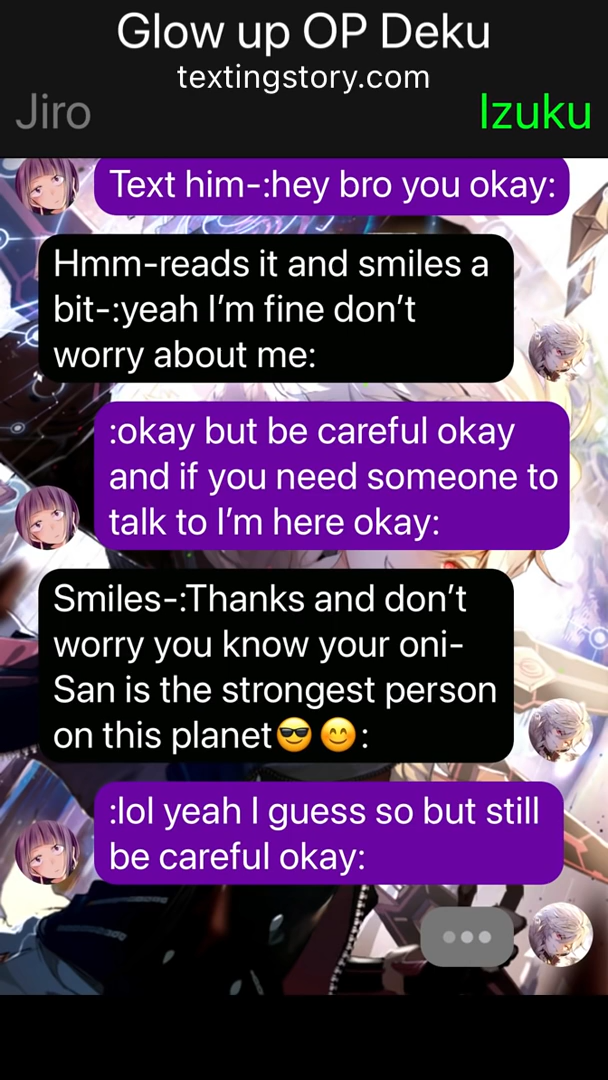 Glow up OP Deku
textingstory.com
Jiro
Izuku
Text him-:hey bro you okay:
Hmm-reads it and smiles a
bit-:yeah I’m fine don’t
worry about me:
:okay but be careful okay
and if you need someone to
talk to I’m here okay:
Smiles-:Thanks and don’t
worry you know your oni-
San is the strongest person
on this planet😎😊:
:lol yeah I guess so but still
be careful okay: